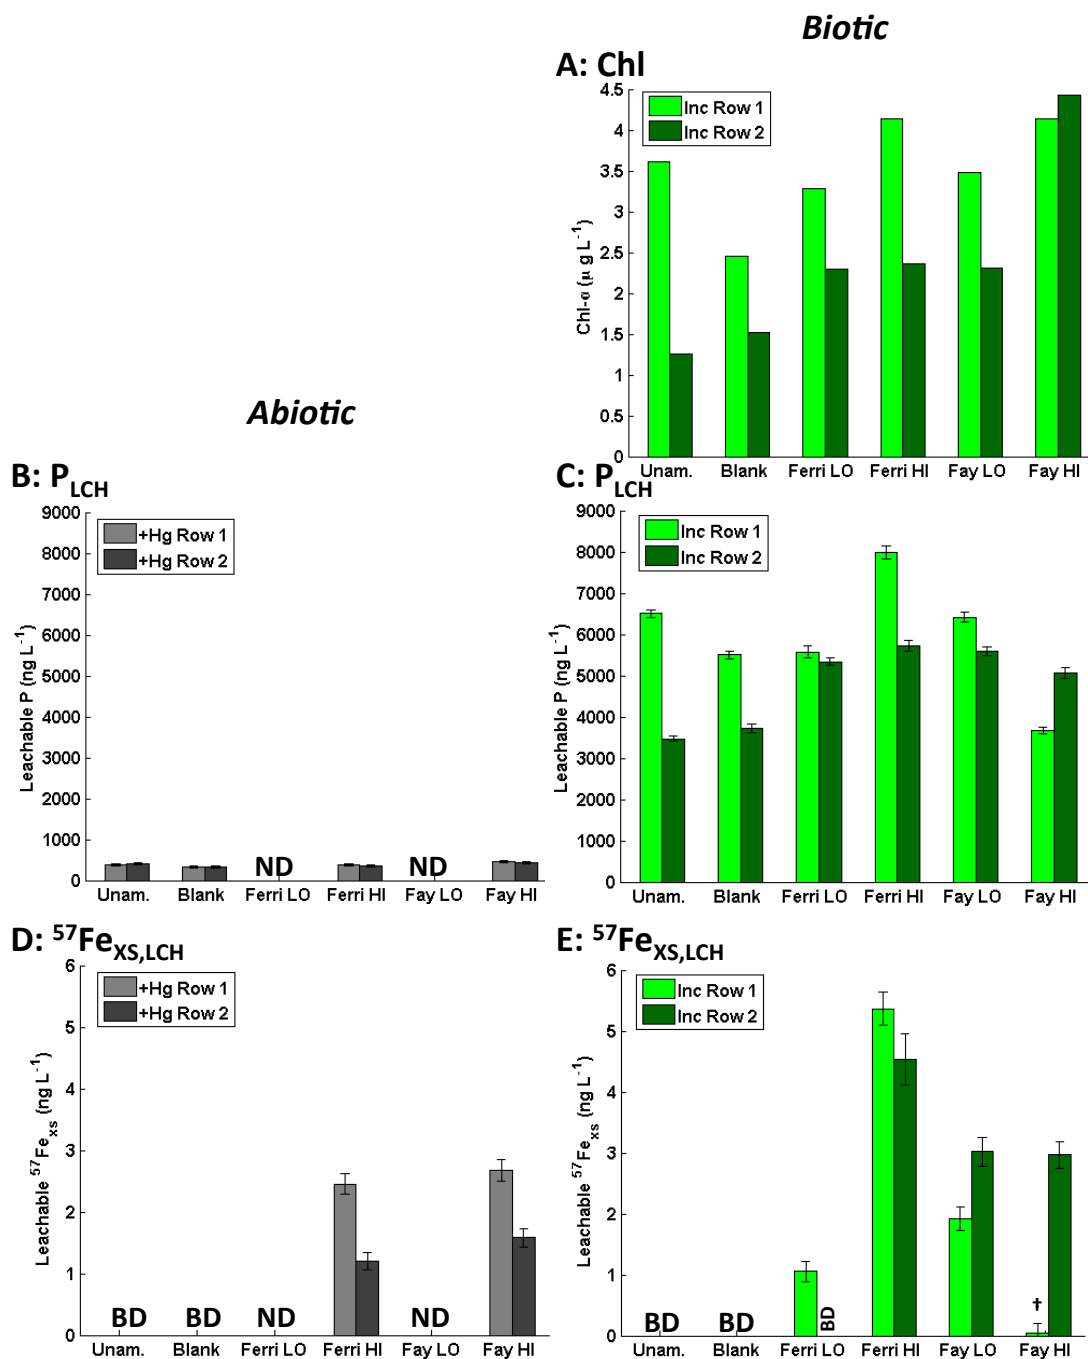 Biotic
A: Chl
4.5
4
3.5
3
2.5
2
1.5
1
0.5
0
Chl-α (μ g L⁻¹)
Inc Row 1
Inc Row 2
Unam. Blank Ferri LO Ferri HI Fay LO Fay HI
Abiotic
B: P_LCH
9000
8000
7000
6000
5000
4000
3000
2000
1000
0
Leachable P (ng L⁻¹)
+Hg Row 1
+Hg Row 2
ND ND
Unam. Blank Ferri LO Ferri HI Fay LO Fay HI
C: P_LCH
9000
8000
7000
6000
5000
4000
3000
2000
1000
0
Leachable P (ng L⁻¹)
Inc Row 1
Inc Row 2
Unam. Blank Ferri LO Ferri HI Fay LO Fay HI
D: ⁵⁷Fe_XS,LCH
6
5
4
3
2
1
0
Leachable ⁵⁷Fe_xs (ng L⁻¹)
+Hg Row 1
+Hg Row 2
BD BD ND ND
Unam. Blank Ferri LO Ferri HI Fay LO Fay HI
E: ⁵⁷Fe_XS,LCH
6
5
4
3
2
1
0
Leachable ⁵⁷Fe_xs (ng L⁻¹)
Inc Row 1
Inc Row 2
BD BD BD †
Unam. Blank Ferri LO Ferri HI Fay LO Fay HI